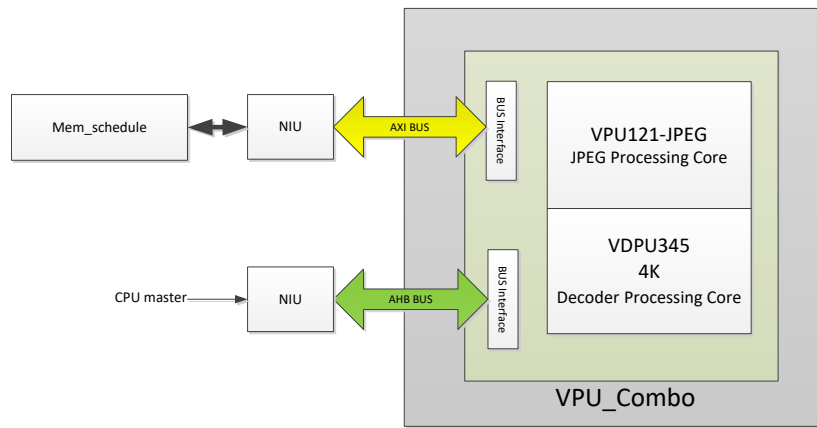 Mem_schedule
NIU
AXI BUS
BUS Interface
VPU121-JPEG
JPEG Processing Core
CPU master
NIU
AHB BUS
BUS Interface
VDPU345
4K
Decoder Processing Core
VPU_Combo